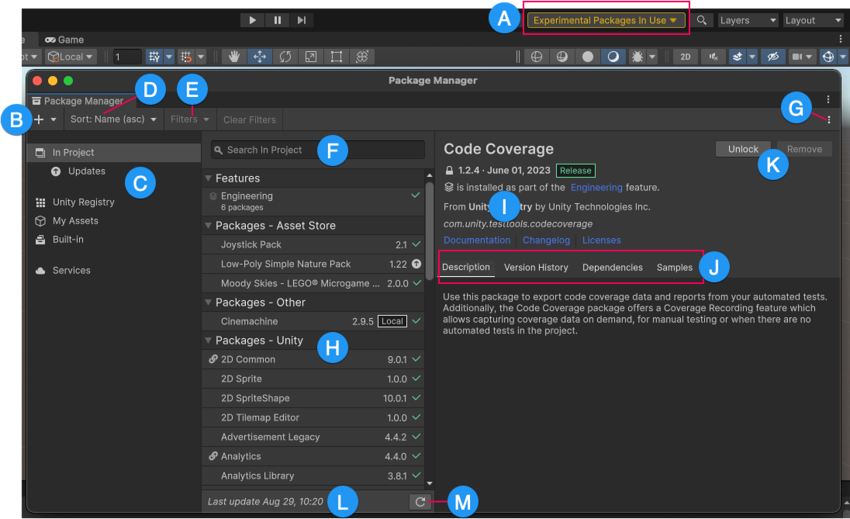 A
Experimental Packages In Use
Layers
Layout
Game
Local
1
2D
Package Manager
Package Manager
D
E
G
B
Sort: Name (asc)
Filters
Clear Filters
In Project
Updates
C
Unity Registry
My Assets
Built-in
Services
Search In Project
F
Features
Engineering
6 packages
Packages - Asset Store
Joystick Pack 2.1
Low-Poly Simple Nature Pack 1.22
Moody Skies - LEGO® Microgame ... 2.0.0
Packages - Other
Cinemachine 2.9.5 Local
Packages - Unity
H
2D Common 9.0.1
2D Sprite 1.0.0
2D SpriteShape 10.0.1
2D Tilemap Editor 1.0.0
Advertisement Legacy 4.4.2
Analytics 4.4.0
Analytics Library 3.8.1
Last update Aug 29, 10:20
L
M
Code Coverage
Unlock
Remove
K
1.2.4 · June 01, 2023 Release
is installed as part of the Engineering feature.
I
From Unity by Unity Technologies Inc.
com.unity.testtools.codecoverage
Documentation Changelog Licenses
Description Version History Dependencies Samples
J
Use this package to export code coverage data and reports from your automated tests.
Additionally, the Code Coverage package offers a Coverage Recording feature which
allows capturing coverage data on demand, for manual testing or when there are no
automated tests in the project.